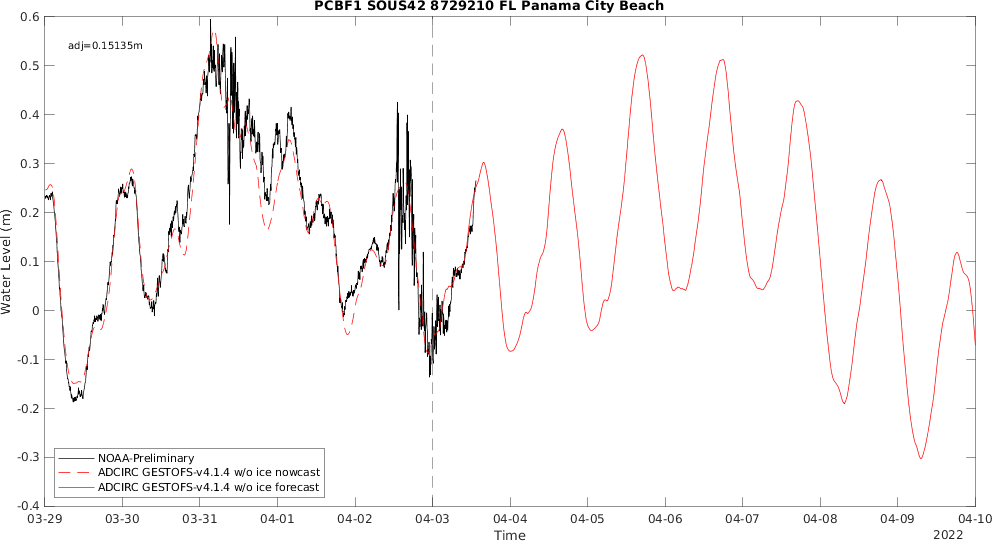 PCBF1 SOUS42 8729210 FL Panama City Beach
adj=0.15135m
Water Level (m)
0.6
0.5
0.4
0.3
0.2
0.1
0
-0.1
-0.2
-0.3
-0.4
NOAA-Preliminary
ADCIRC GESTOFS-v4.1.4 w/o ice nowcast
ADCIRC GESTOFS-v4.1.4 w/o ice forecast
03-29 03-30 03-31 04-01 04-02 04-03 04-04 04-05 04-06 04-07 04-08 04-09 04-10
Time
2022